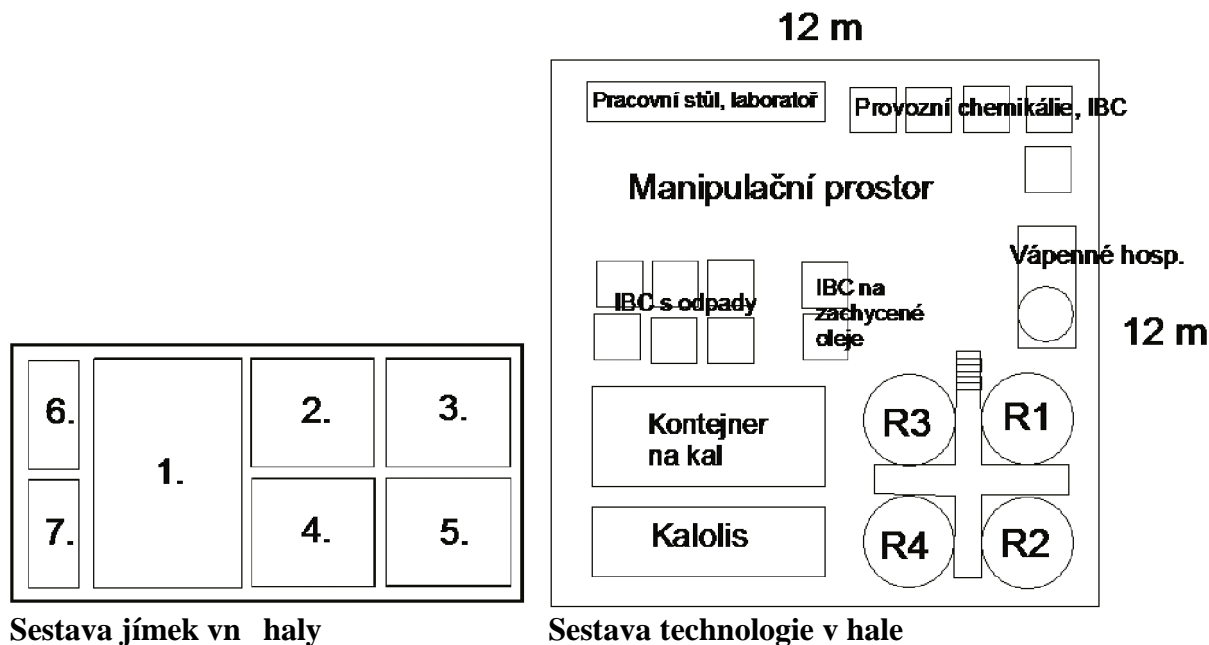 12 m
Pracovní stůl, laboratoř
Provozní chemikálie, IBC
Manipulační prostor
Vápenné hosp.
IBC s odpady
IBC na
zachycené
oleje
12 m
Kontejner
na kal
R3
R1
Kalolis
R4
R2
6.
1.
2.
3.
7.
4.
5.
Sestava jímek vn haly
Sestava technologie v hale